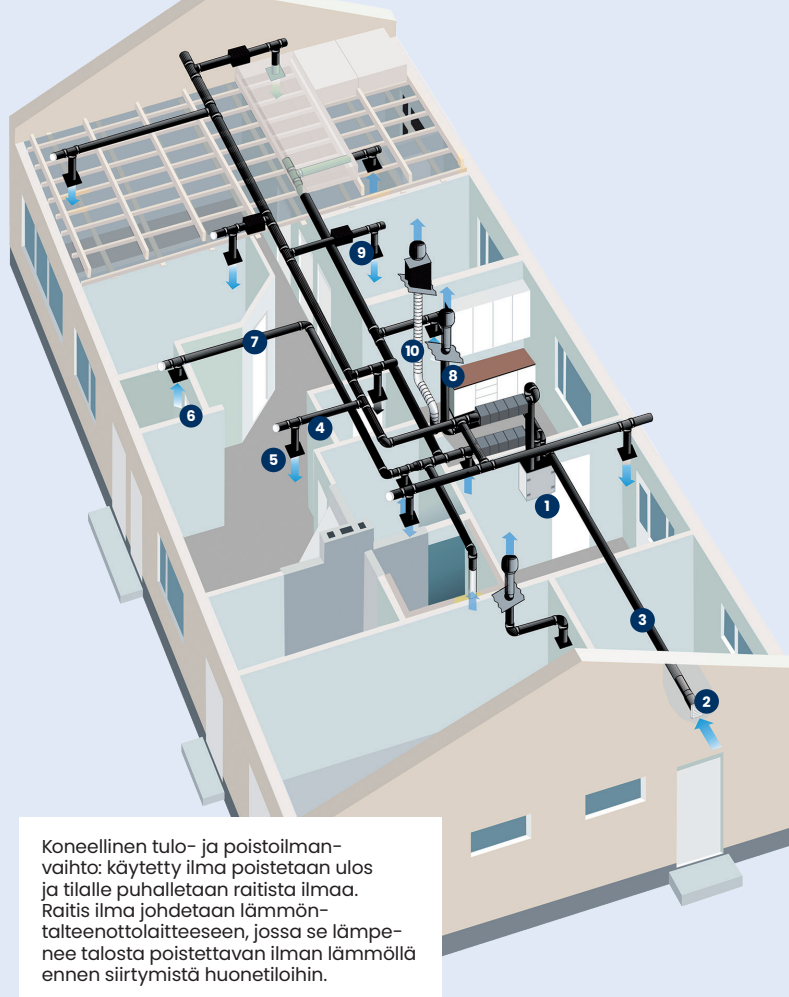 9
10
7
8
6
4
5
1
3
2
Koneellinen tulo- ja poistoilman-
vaihto: käytetty ilma poistetaan ulos
ja tilalle puhalletaan raitista ilmaa.
Raitis ilma johdetaan lämmön-
talteenottolaitteeseen, jossa se lämpe-
nee talosta poistettavan ilman lämmöllä
ennen siirtymistä huonetiloihin.